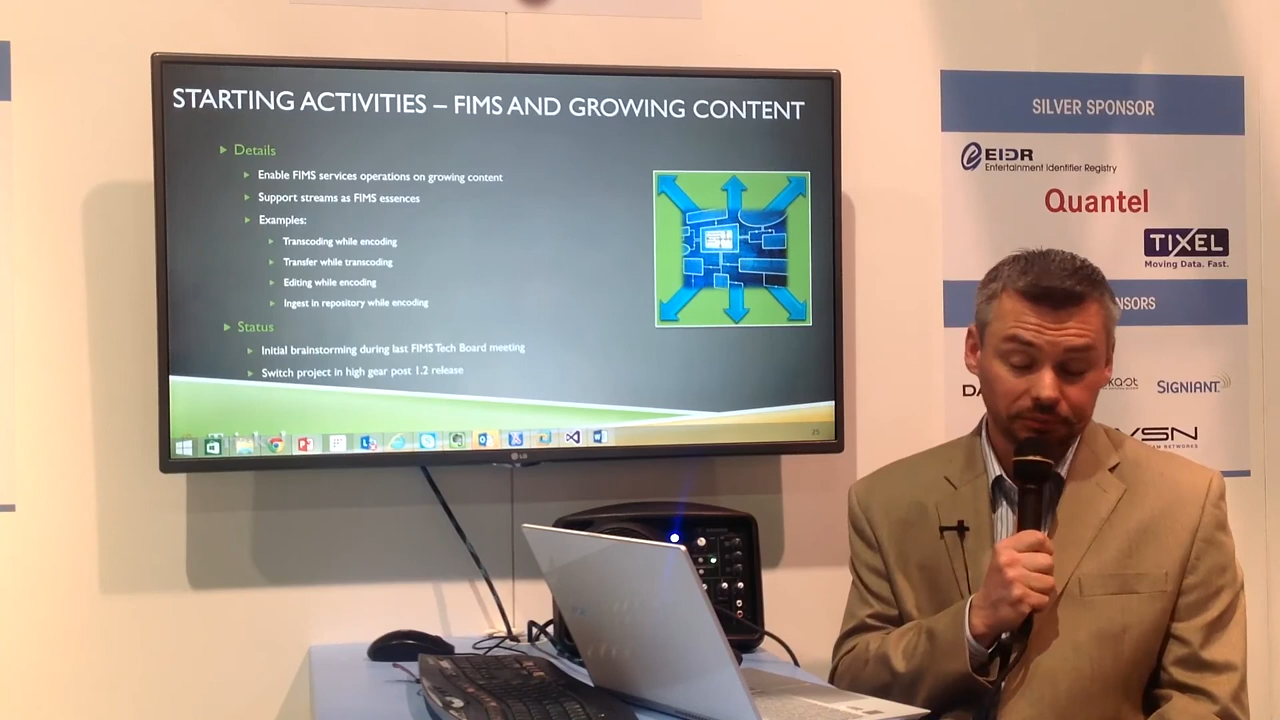 STARTING ACTIVITIES – FIMS AND GROWING CONTENT
Details
Enable FIMS services operations on growing content
Support streams as FIMS essences
Examples:
Transcoding while encoding
Transfer while transcoding
Editing while encoding
Ingest in repository while encoding
Status
Initial brainstorming during last FIMS Tech Board meeting
Switch project in high gear post 1.2 release
25
LG
SILVER SPONSOR
EIDR
Entertainment Identifier Registry
Quantel
TIXEL
Moving Data. Fast.
NSORS
DA
SIGNIANT
VSN